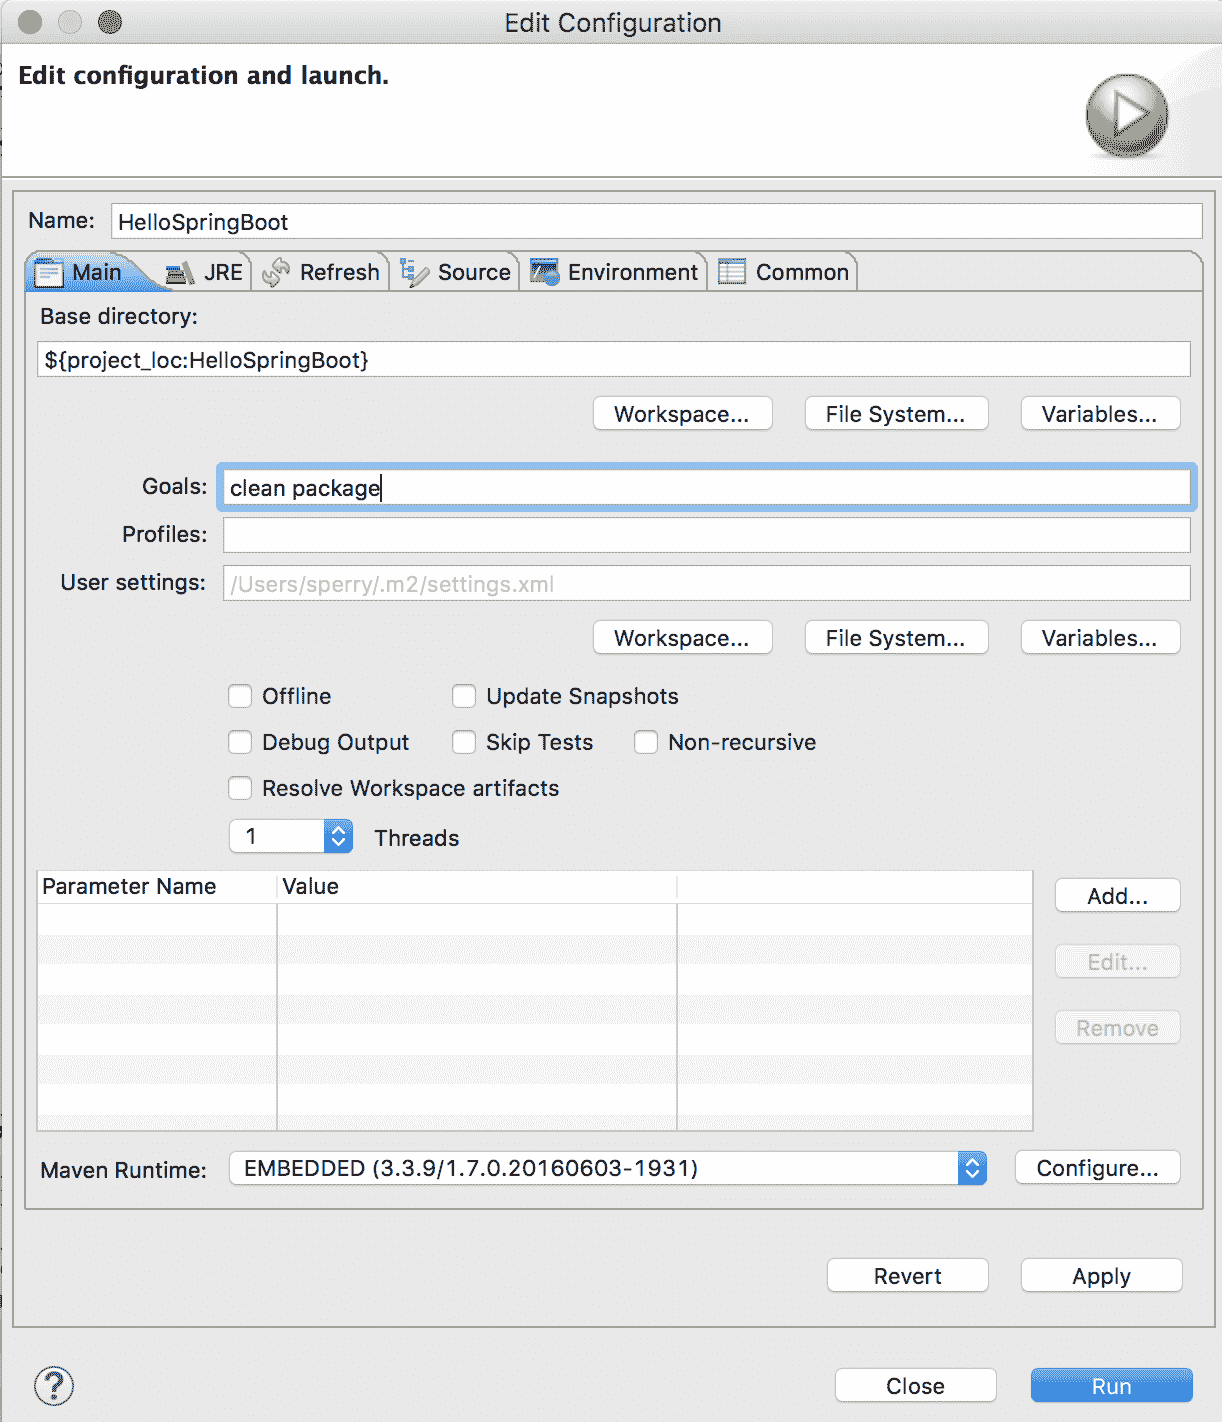 Edit Configuration
Edit configuration and launch.
Name: HelloSpringBoot
Main JRE Refresh Source Environment Common
Base directory:
${project_loc:HelloSpringBoot}
Workspace... File System... Variables...
Goals: clean package
Profiles:
User settings: /Users/sperry/.m2/settings.xml
Workspace... File System... Variables...
Offline Update Snapshots
Debug Output Skip Tests Non-recursive
Resolve Workspace artifacts
1 Threads
Parameter Name Value
Add...
Edit...
Remove
Maven Runtime: EMBEDDED (3.3.9/1.7.0.20160603-1931) Configure...
Revert Apply
? Close Run